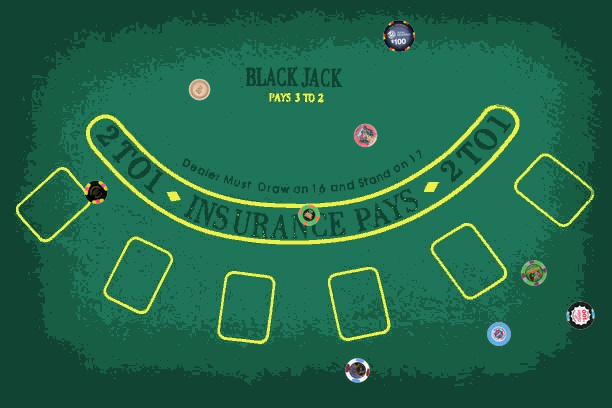 $100
BLACK JACK
PAYS 3 TO 2
Dealer Must Draw on 16 and Stand on 17
2 TO 1 INSURANCE PAYS 2 TO 1